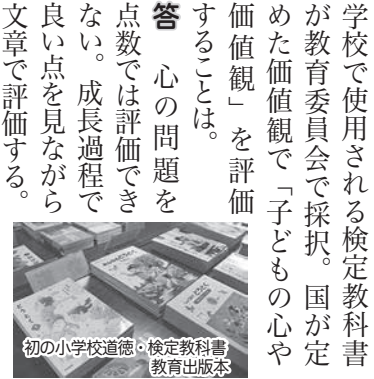 学校で使用される検定教科書
が教育委員会で採択。国が定
めた価値観で「子どもの心や
価値観」を評価
することは。
答　心の問題を
点数では評価でき
ない。成長過程で
良い点を見ながら
文章で評価する。
初の小学校道徳・検定教科書
教育出版本